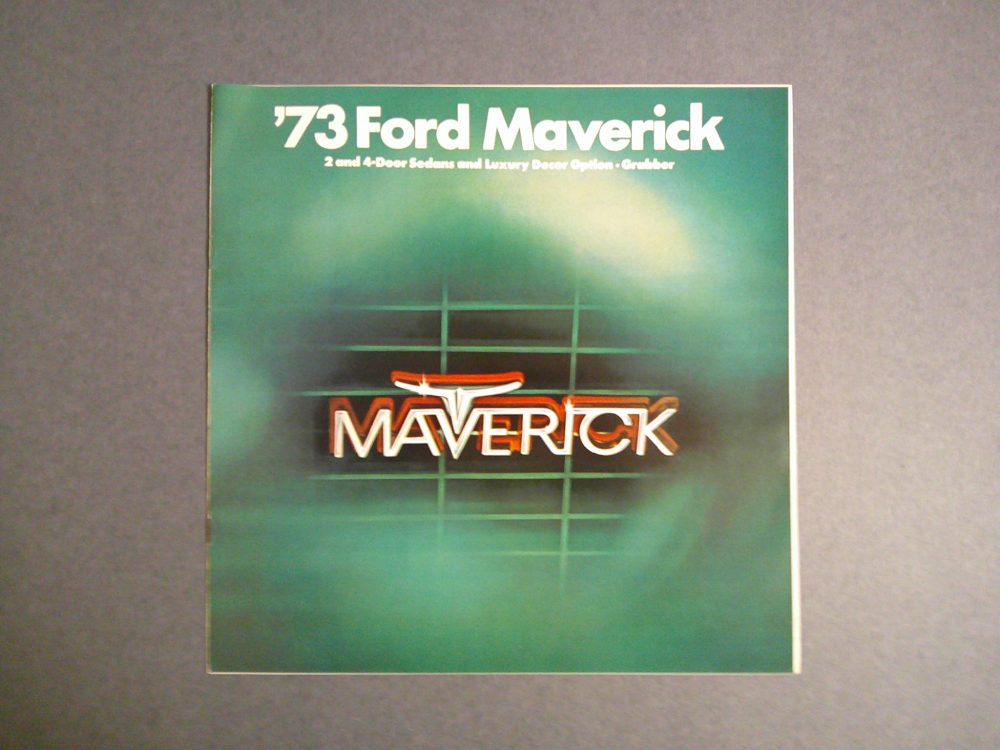 '73 Ford Maverick
2 and 4-Door Sedans and Luxury Decor Option • Grabber
MAVERICK